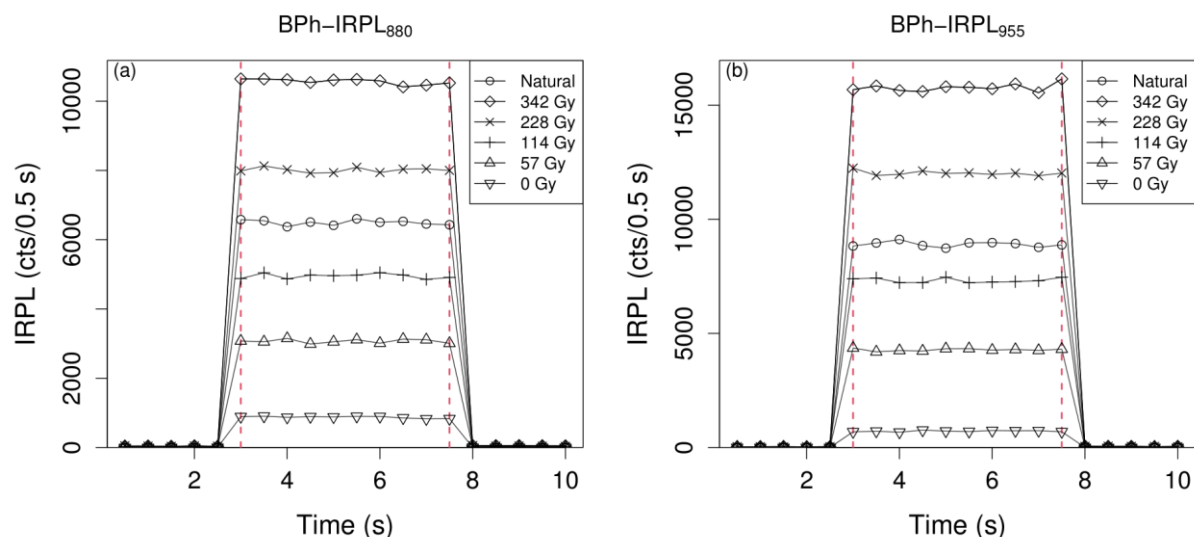 BPh−IRPL880
(a)
Natural
342 Gy
228 Gy
114 Gy
57 Gy
0 Gy
IRPL (cts/0.5 s)
0
2000
6000
10000
2
4
6
8
10
Time (s)
BPh−IRPL955
(b)
Natural
342 Gy
228 Gy
114 Gy
57 Gy
0 Gy
IRPL (cts/0.5 s)
0
5000
10000
15000
2
4
6
8
10
Time (s)